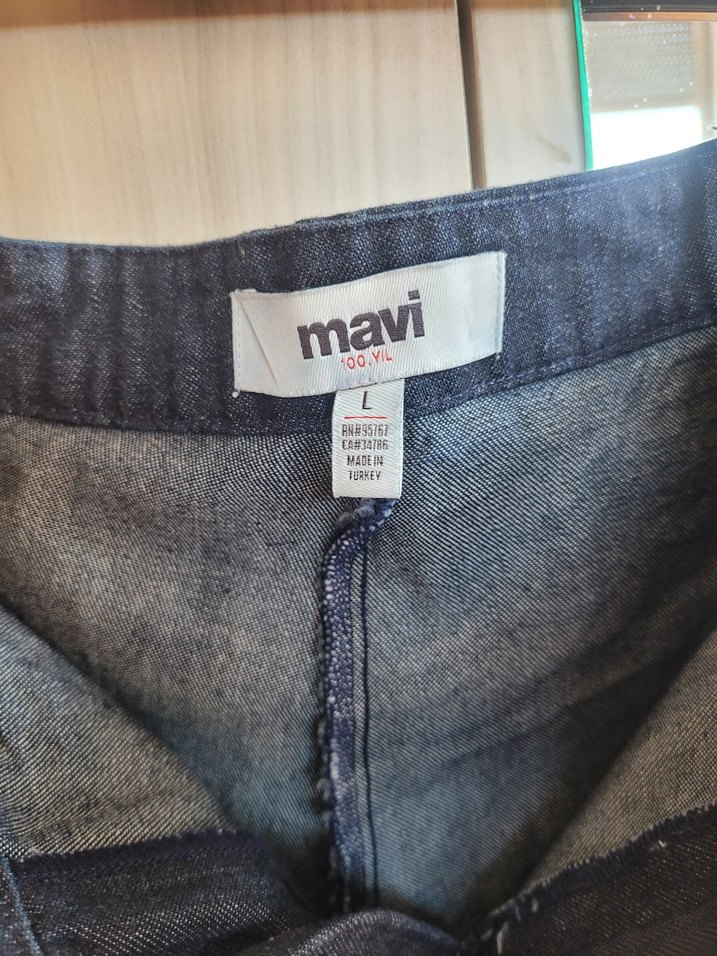 mavi
100.YIL
L
RN#95767
CA#34786
MADE IN
TURKEY